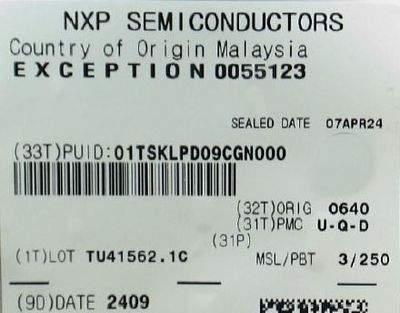 NXP SEMICONDUCTORS
Country of Origin Malaysia
EXCEPTION 0055123
SEALED DATE 07APR24
(33T)PUID:01TSKLPD09CGN000
(32T)ORIG 0640
(31T)PMC U-Q-D
(31P)
(1T)LOT TU41562.1C MSL/PBT 3/250
(9D)DATE 2409